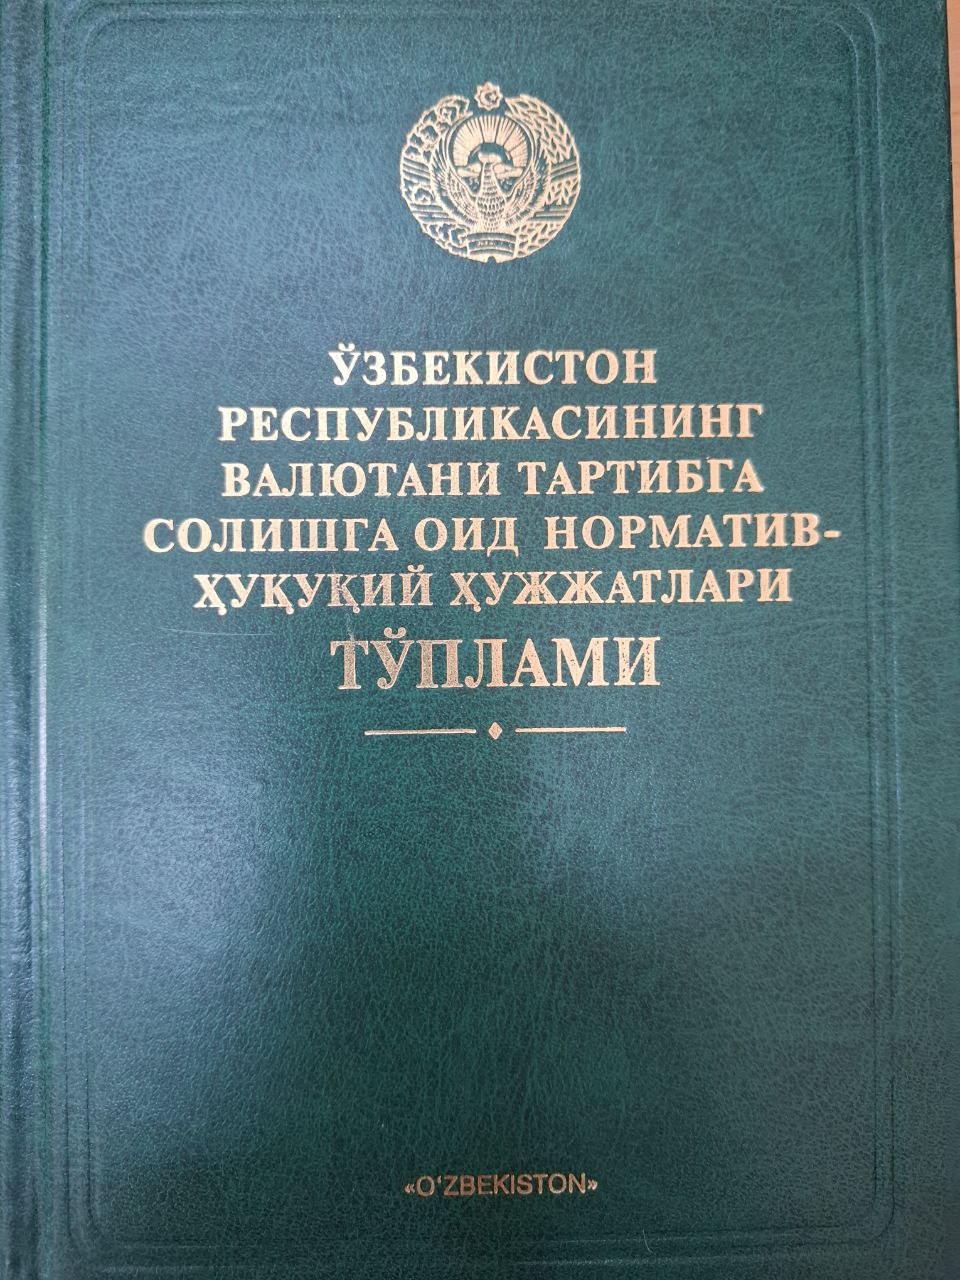 ЎЗБЕКИСТОН
РЕСПУБЛИКАСИНИНГ
ВАЛЮТАНИ ТАРТИБГА
СОЛИШГА ОИД НОРМАТИВ-
ҲУҚУҚИЙ ҲУЖЖАТЛАРИ
ТЎПЛАМИ
«O‘ZBEKISTON»